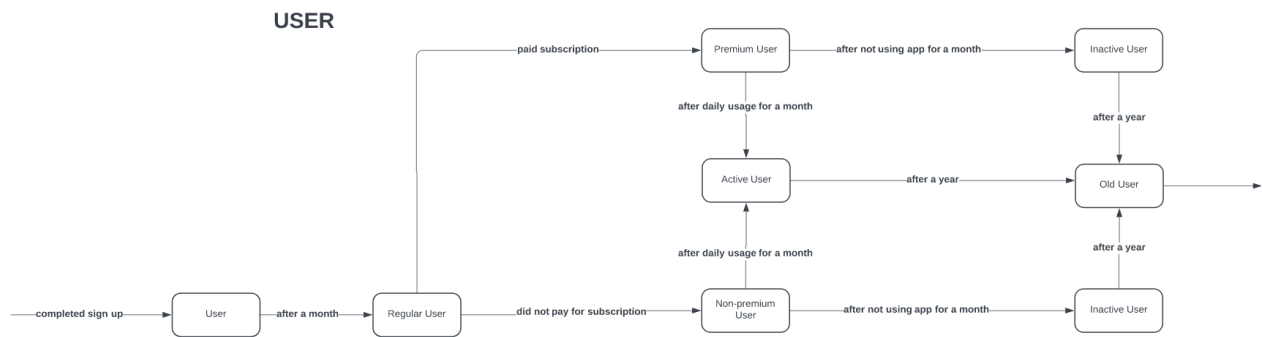 USER
paid subscription
Premium User
after not using app for a month
Inactive User
after daily usage for a month
after a year
Active User
after a year
Old User
after daily usage for a month
after a year
completed sign up
User
after a month
Regular User
did not pay for subscription
Non-premium
User
after not using app for a month
Inactive User